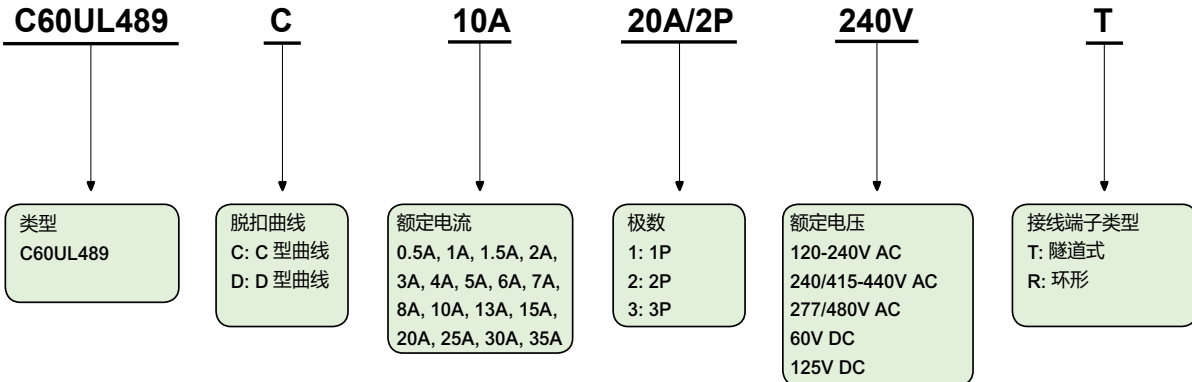 C60UL489 C 10A 20A/2P 240V T
类型
C60UL489
脱扣曲线
C: C 型曲线
D: D 型曲线
额定电流
0.5A, 1A, 1.5A, 2A,
3A, 4A, 5A, 6A, 7A,
8A, 10A, 13A, 15A,
20A, 25A, 30A, 35A
极数
1: 1P
2: 2P
3: 3P
额定电压
120-240V AC
240/415-440V AC
277/480V AC
60V DC
125V DC
接线端子类型
T: 隧道式
R: 环形